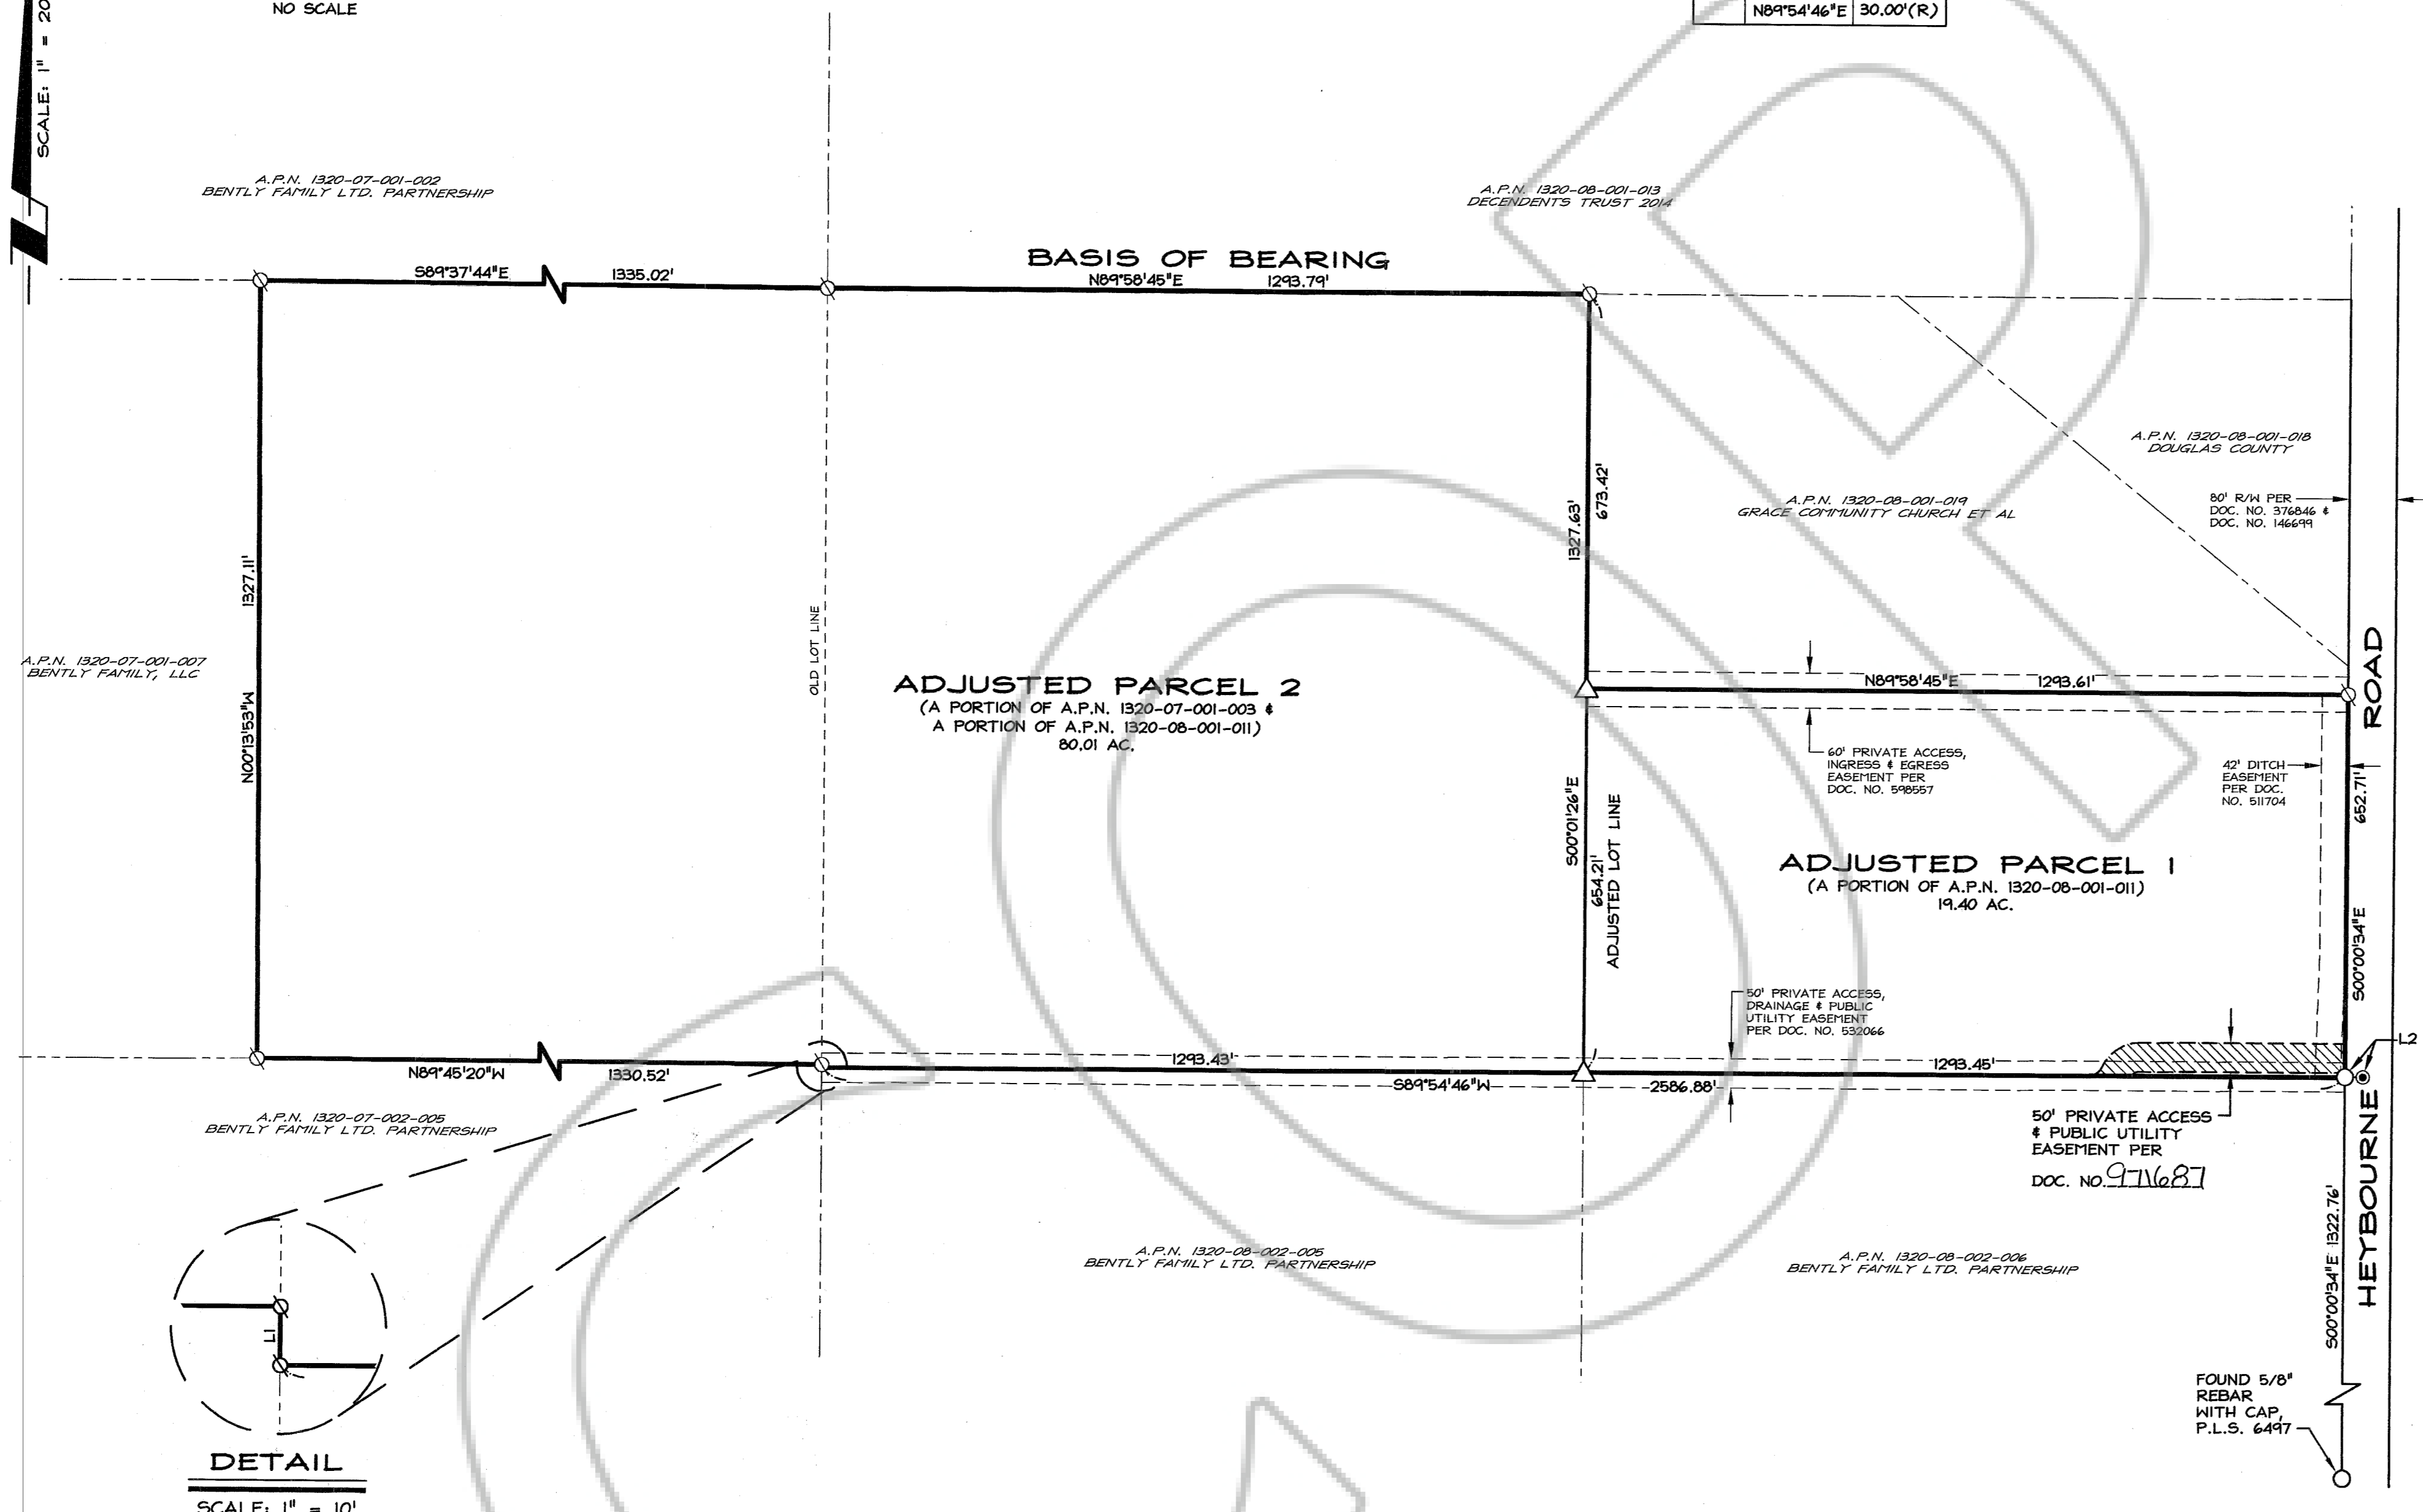 NO SCALE
SCALE: 1" = 20
N89°54'46"E 30.00'(R)
A.P.N. 1320-07-001-002
BENTLY FAMILY LTD. PARTNERSHIP
A.P.N. 1320-08-001-013
DECENDENTS TRUST 2014
BASIS OF BEARING
S89°37'44"E 1335.02'
N89°58'45"E 1293.79'
A.P.N. 1320-08-001-018
DOUGLAS COUNTY
80' R/W PER
DOC. NO. 376846 &
DOC. NO. 146699
A.P.N. 1320-08-001-019
GRACE COMMUNITY CHURCH ET AL
1327.63'
673.42'
1327.11'
N00°13'53"W
OLD LOT LINE
A.P.N. 1320-07-001-007
BENTLY FAMILY, LLC
ADJUSTED PARCEL 2
(A PORTION OF A.P.N. 1320-07-001-003 &
A PORTION OF A.P.N. 1320-08-001-011)
80.01 AC.
N89°58'45"E 1293.61'
ROAD
60' PRIVATE ACCESS,
INGRESS & EGRESS
EASEMENT PER
DOC. NO. 598557
42' DITCH
EASEMENT
PER DOC.
NO. 511704
652.71'
S00°00'34"E
S00°01'26"E
654.21'
ADJUSTED LOT LINE
ADJUSTED PARCEL 1
(A PORTION OF A.P.N. 1320-08-001-011)
19.40 AC.
50' PRIVATE ACCESS,
DRAINAGE & PUBLIC
UTILITY EASEMENT
PER DOC. NO. 532066
L2
N89°45'20"W 1330.52'
1293.43'
1293.45'
S89°54'46"W 2586.88'
A.P.N. 1320-07-002-005
BENTLY FAMILY LTD. PARTNERSHIP
50' PRIVATE ACCESS
& PUBLIC UTILITY
EASEMENT PER
DOC. NO. 971687
HEYBOURNE
S00°00'34"E 1322.76'
A.P.N. 1320-08-002-005
BENTLY FAMILY LTD. PARTNERSHIP
A.P.N. 1320-08-002-006
BENTLY FAMILY LTD. PARTNERSHIP
L1
FOUND 5/8"
REBAR
WITH CAP,
P.L.S. 6497
DETAIL
SCALE: 1" = 10'